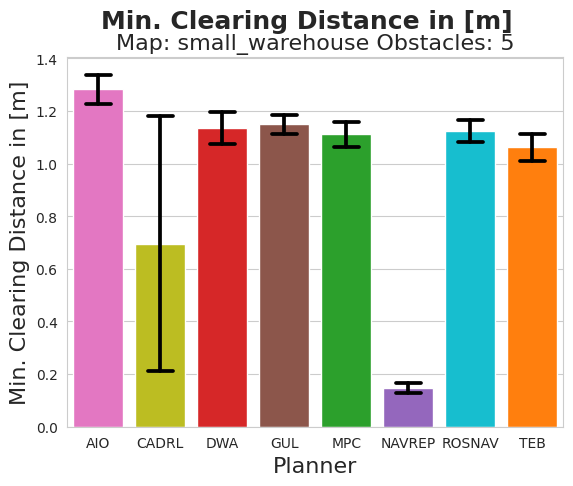 Min. Clearing Distance in [m]
Map: small_warehouse Obstacles: 5
Min. Clearing Distance in [m]
1.4
1.2
1.0
0.8
0.6
0.4
0.2
0.0
AIO CADRL DWA GUL MPC NAVREP ROSNAV TEB
Planner